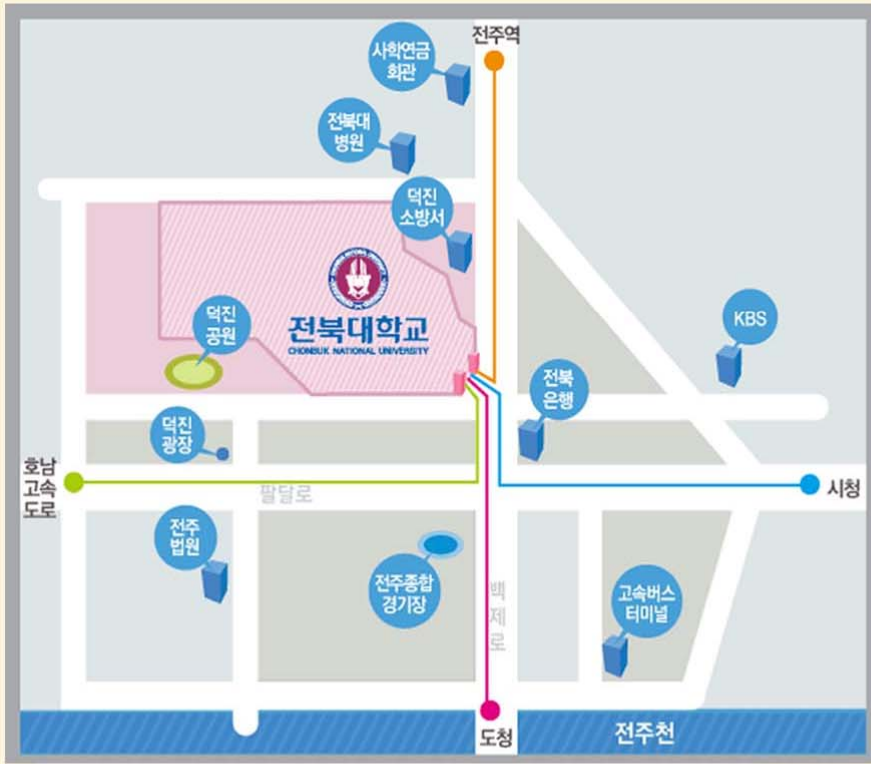 전주역
사학연금
회관
전북대
병원
덕진
소방서
덕진
공원
전북대학교
CHONBUK NATIONAL UNIVERSITY
KBS
전북
은행
덕진
광장
호남
고속
도로
팔달로
시청
전주
법원
전주종합
경기장
백
제
로
고속버스
터미널
도청
전주천